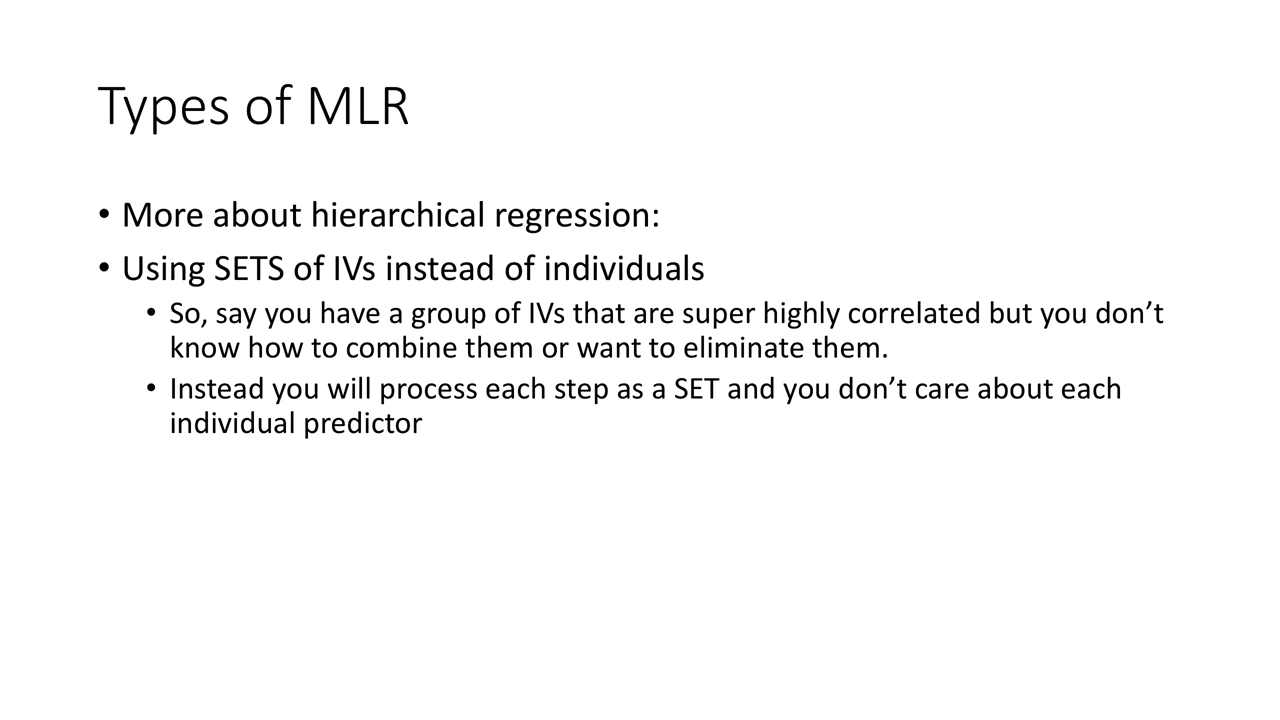 Types of MLR
• More about hierarchical regression:
• Using SETS of IVs instead of individuals
• So, say you have a group of IVs that are super highly correlated but you don’t
know how to combine them or want to eliminate them.
• Instead you will process each step as a SET and you don’t care about each
individual predictor